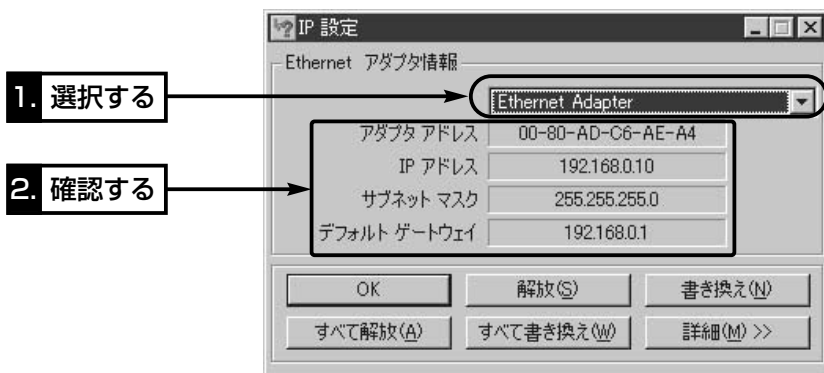 IP 設定
Ethernet アダプタ情報
1. 選択する
Ethernet Adapter
アダプタ アドレス 00-80-AD-C6-AE-A4
IP アドレス 192.168.0.10
2. 確認する
サブネット マスク 255.255.255.0
デフォルト ゲートウェイ 192.168.0.1
OK 解放(S) 書き換え(N)
すべて解放(A) すべて書き換え(W) 詳細(M) >>